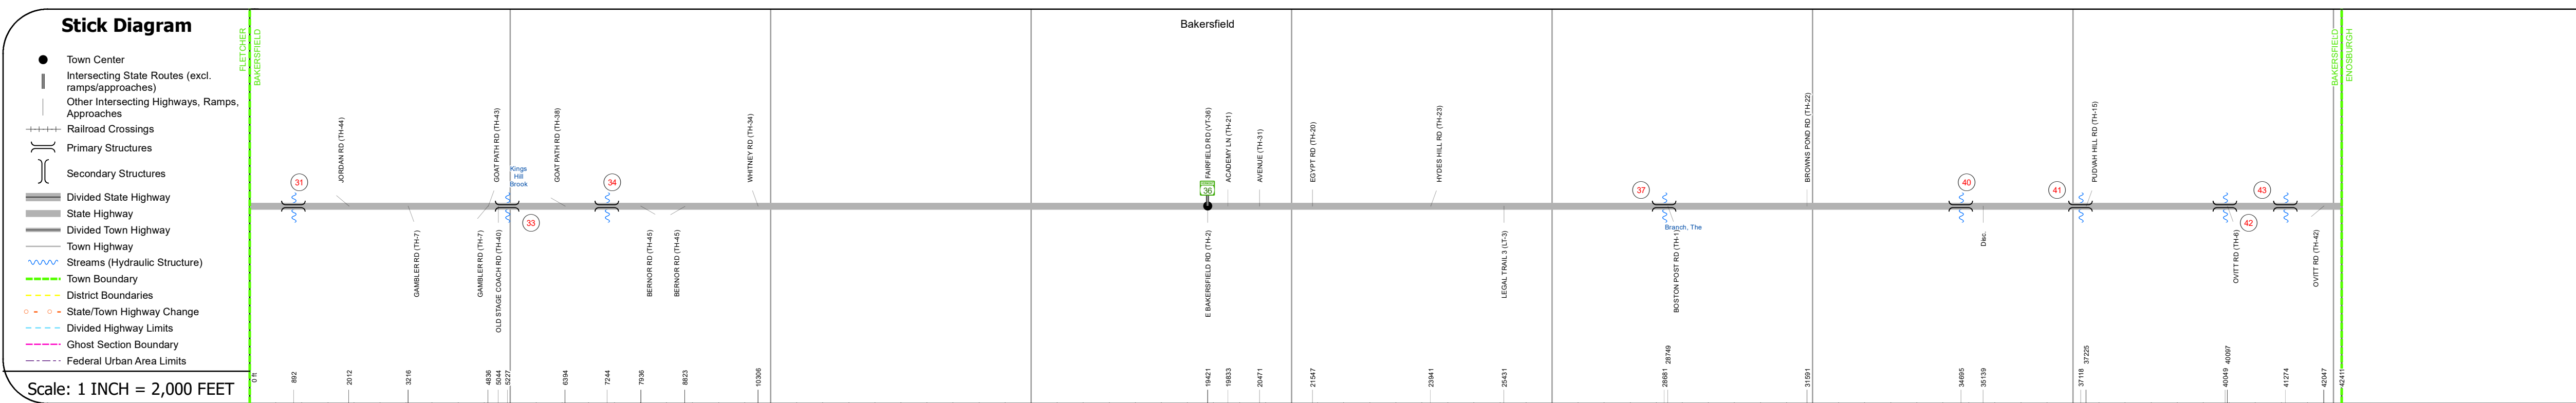 Stick Diagram
Town Center
Intersecting State Routes (excl.
ramps/approaches)
Other Intersecting Highways, Ramps,
Approaches
Railroad Crossings
Primary Structures
Secondary Structures
Divided State Highway
State Highway
Divided Town Highway
Town Highway
Streams (Hydraulic Structure)
Town Boundary
District Boundaries
State/Town Highway Change
Divided Highway Limits
Ghost Section Boundary
Federal Urban Area Limits
Scale: 1 INCH = 2,000 FEET
FLETCHER
BAKERSFIELD
Bakersfield
BAKERSFIELD
ENOSBURGH
31
JORDAN RD (TH-44)
GAMBLER RD (TH-7)
GAMBLER RD (TH-7)
GOAT PATH RD (TH-43)
OLD STAGE COACH RD (TH-40)
Kings
Hill
Brook
33
GOAT PATH RD (TH-38)
34
BERNOR RD (TH-45)
BERNOR RD (TH-45)
WHITNEY RD (TH-34)
FAIRFIELD RD (VT-36)
36
E BAKERSFIELD RD (TH-2)
ACADEMY LN (TH-21)
AVENUE (TH-31)
EGYPT RD (TH-20)
HYDES HILL RD (TH-23)
LEGAL TRAIL 3 (LT-3)
37
Branch, The
BOSTON POST RD (TH-1)
BROWNS POND RD (TH-22)
40
Disc.
41
PUDVAH HILL RD (TH-15)
42
OVITT RD (TH-6)
43
OVITT RD (TH-42)
0 ft
892
2012
3216
4836
5044
5227
6394
7244
7936
8823
10306
19421
19833
20471
21547
23941
25431
28681
28749
31591
34695
35139
37118
37225
40049
40097
41274
42047
42411